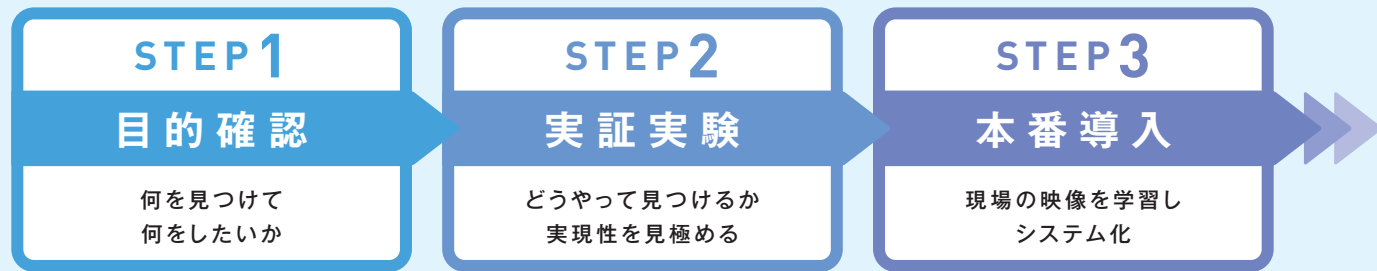 STEP1
目的確認
何を見つけて
何をしたいか
STEP2
実証実験
どうやって見つけるか
実現性を見極める
STEP3
本番導入
現場の映像を学習し
システム化